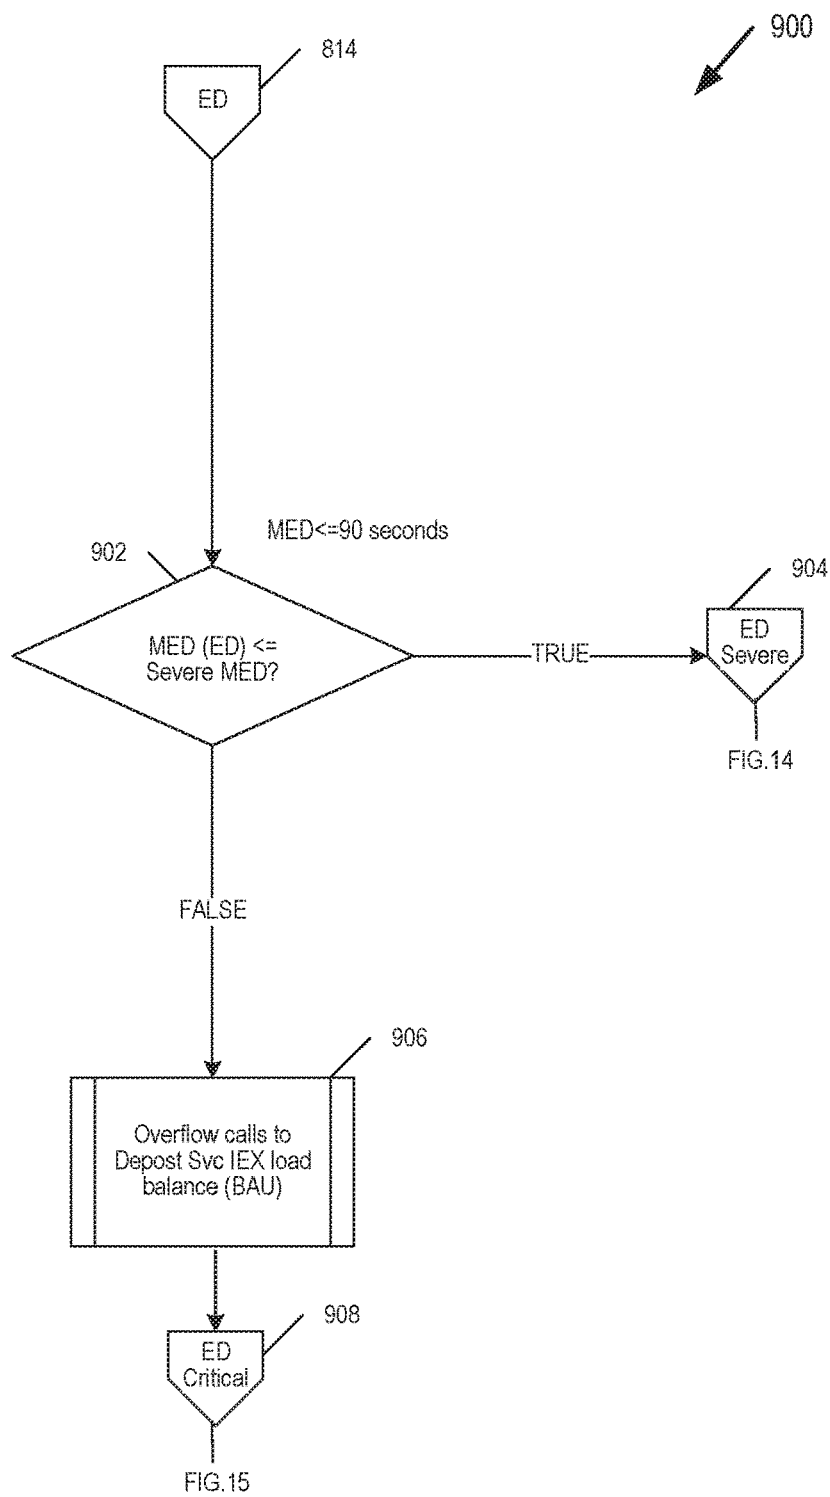 900
814
ED
MED<=90 seconds
902
904
MED (ED) <=
Severe MED?
TRUE
ED
Severe
FIG.14
FALSE
906
Overflow calls to
Depost Svc IEX load
balance (BAU)
908
ED
Critical
FIG.15